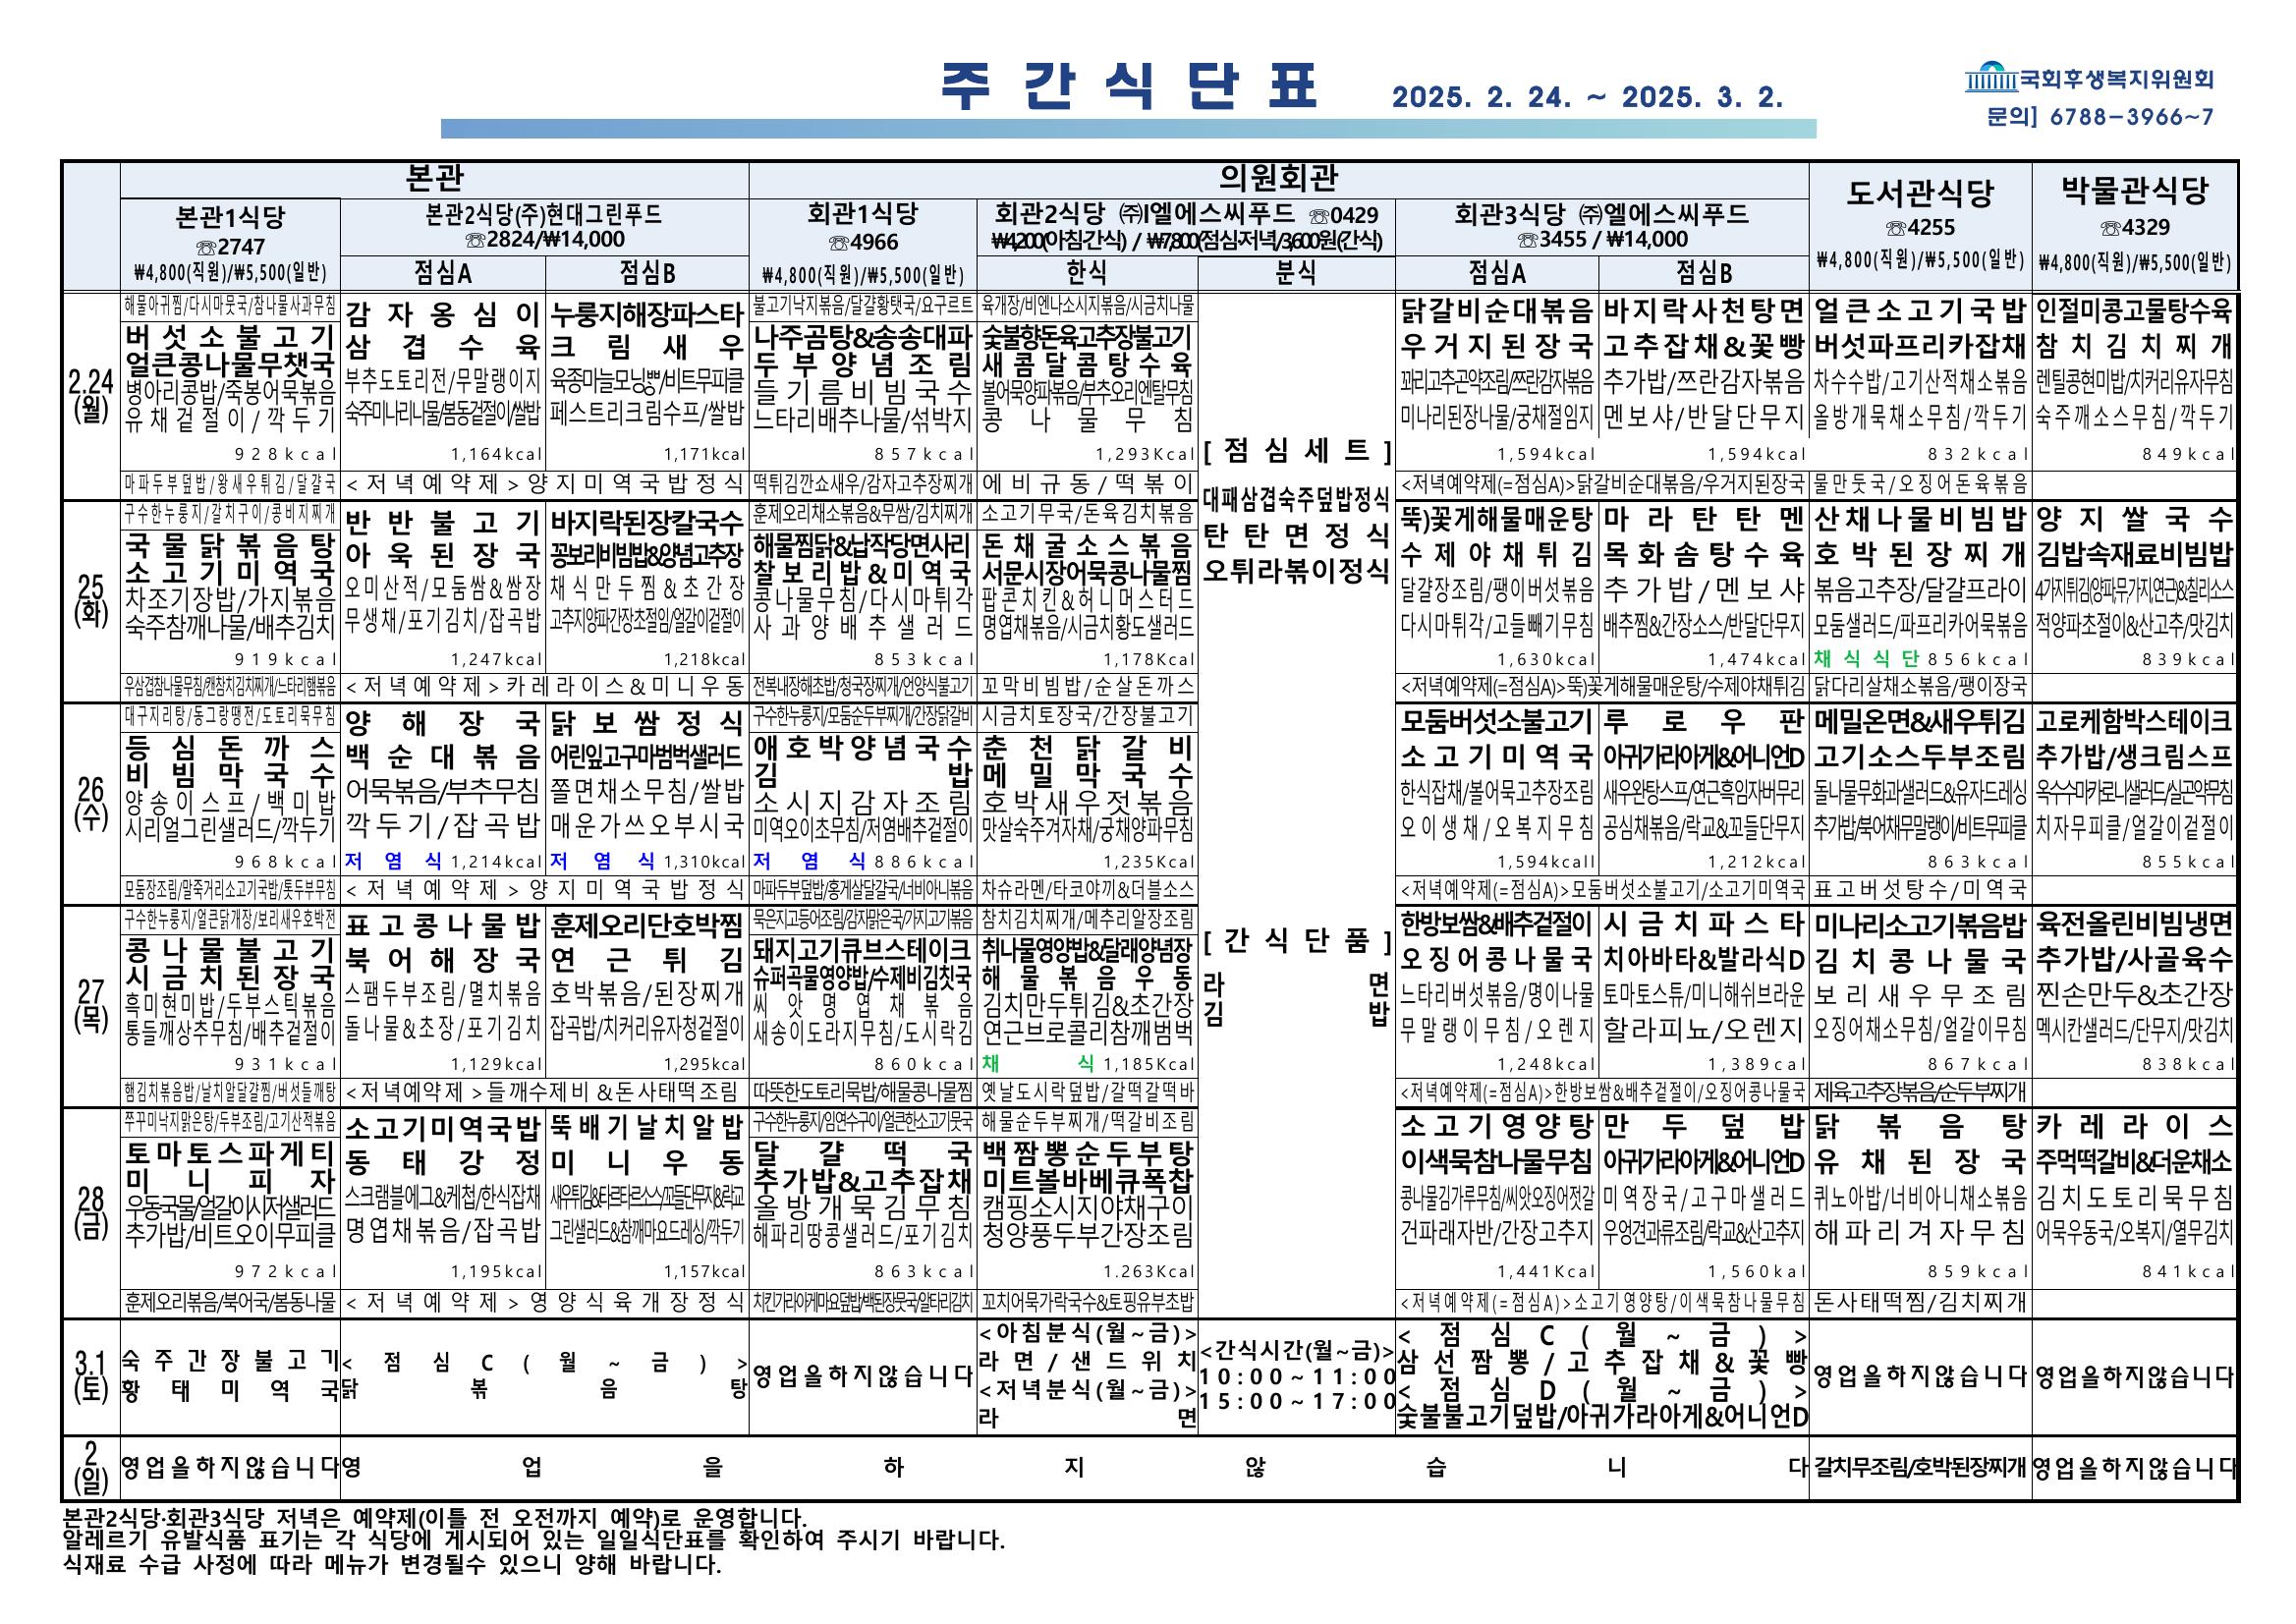 주 간 식 단 표 2025. 2. 24. ~ 2025. 3. 2.
국회후생복지위원회
문의] 6788-3966~7
본관
의원회관
도서관식당
☏4255
₩4,800(직원)/₩5,500(일반)
박물관식당
☏4329
₩4,800(직원)/₩5,500(일반)
본관1식당
☏2747
₩4,800(직원)/₩5,500(일반)
본관2식당(주)현대그린푸드
☏2824/₩14,000
점심A
점심B
회관1식당
☏4966
₩4,800(직원)/₩5,500(일반)
회관2식당 ㈜엘에스씨푸드 ☏0429
₩4,200(아침·간식) / ₩7,800(점심·저녁/3,600원(간식)
한식
분식
회관3식당 ㈜엘에스씨푸드
☏3455 / ₩14,000
점심A
점심B
2.24
(월)
해물아귀찜/다시마뭇국/참나물사과무침
버섯소불고기
얼큰콩나물무챗국
병아리콩밥/죽봉어묵볶음
유채겉절이/깍두기
928kcal
마파두부덮밥/왕새우튀김/달걀국
감자옹심이
삼겹수육
부추도토리전/무말랭이지
숙주미나리나물/봄동겉절이/쌀밥
1,164kcal
누룽지해장파스타
크림새우
육종마늘모닝빵/비트무피클
페스트리크림수프/쌀밥
1,171kcal
<저녁예약제>양지미역국밥정식
불고기낙지볶음/달걀황탯국/요구르트
나주곰탕&송송대파
두부양념조림
들기름비빔국수
느타리배추나물/섞박지
857kcal
떡튀김깐쇼새우/감자고추장찌개
육개장/비엔나소시지볶음/시금치나물
숯불향돈육고추장불고기
새콤달콤탕수육
볼어묵양파볶음/부추오리엔탈무침
콩나물무침
1,293Kcal
에비규동/떡볶이
[점심세트]
대패삼겹숙주덮밥정식
탄탄면정식
오튀라볶이정식
[간식단품]
라면
김밥
닭갈비순대볶음
우거지된장국
꽈리고추곤약조림/쯔란감자볶음
미나리된장나물/궁채절임지
1,594kcal
바지락사천탕면
고추잡채&꽃빵
추가밥/쯔란감자볶음
멘보샤/반달단무지
1,594kcal
<저녁예약제(=점심A)>닭갈비순대볶음/우거지된장국
얼큰소고기국밥
버섯파프리카잡채
차수수밥/고기산적채소볶음
올방개묵채소무침/깍두기
832kcal
물만둣국/오징어돈육볶음
인절미콩고물탕수육
참치김치찌개
렌틸콩현미밥/치커리유자무침
숙주깨소스무침/깍두기
849kcal
25
(화)
구수한누룽지/갈치구이/콩비지찌개
국물닭볶음탕
소고기미역국
차조기장밥/가지볶음
숙주참깨나물/배추김치
919kcal
우삼겹참나물무침/캔참치김치찌개/느타리햄볶음
반반불고기
아욱된장국
오미산적/모둠쌈&쌈장
무생채/포기김치/잡곡밥
1,247kcal
바지락된장칼국수
꽁보리비빔밥&양념고추장
채식만두찜&초간장
고추지양파간장초절임/얼갈이겉절이
1,218kcal
<저녁예약제>카레라이스&미니우동
훈제오리채소볶음&무쌈/김치찌개
해물찜닭&납작당면사리
찰보리밥&미역국
콩나물무침/다시마튀각
사과양배추샐러드
853kcal
전복내장해초밥/청국장찌개/언양식불고기
소고기무국/돈육김치볶음
돈채굴소스볶음
서문시장어묵콩나물찜
팝콘치킨&허니머스터드
명엽채볶음/시금치황도샐러드
1,178Kcal
꼬막비빔밥/순살돈까스
뚝)꽃게해물매운탕
수제야채튀김
달걀장조림/팽이버섯볶음
다시마튀각/고들빼기무침
1,630kcal
마라탄탄멘
목화솜탕수육
추가밥/멘보샤
배추찜&간장소스/반달단무지
1,474kcal
<저녁예약제(=점심A)>뚝)꽃게해물매운탕/수제야채튀김
산채나물비빔밥
호박된장찌개
볶음고추장/달걀프라이
모둠샐러드/파프리카어묵볶음
채식식단 856kcal
닭다리살채소볶음/팽이장국
양지쌀국수
김밥속재료비빔밥
4가지튀김(양파,무,가지,연근)&칠리소스
적양파초절이&산고추/맛김치
839kcal
26
(수)
대구지리탕/동그랑땡전/도토리묵무침
등심돈까스
비빔막국수
양송이스프/백미밥
시리얼그린샐러드/깍두기
968kcal
모둠장조림/말죽거리소고기국밥/톳두부무침
양해장국
백순대볶음
어묵볶음/부추무침
깍두기/잡곡밥
저염식 1,214kcal
닭보쌈정식
어린잎고구마범벅샐러드
쫄면채소무침/쌀밥
매운가쓰오부시국
저염식 1,310kcal
<저녁예약제>양지미역국밥정식
구수한누룽지/모둠순두부찌개/간장닭갈비
애호박양념국수
김밥
소시지감자조림
미역오이초무침/저염배추겉절이
저염식 886kcal
마파두부덮밥/홍게살달걀국/너비아니볶음
시금치토장국/간장불고기
춘천닭갈비
메밀막국수
호박새우젓볶음
맛살숙주겨자채/궁채양파무침
1,235Kcal
차슈라멘/타코야끼&더블소스
모둠버섯소불고기
소고기미역국
한식잡채/볼어묵고추장조림
오이생채/오복지무침
1,594kcall
루로우판
아귀가라아게&어니언D
새우완탕스프/연근흑임자버무리
공심채볶음/락교&꼬들단무지
1,212kcal
<저녁예약제(=점심A)>모둠버섯소불고기/소고기미역국
메밀온면&새우튀김
고기소스두부조림
돌나물무화과샐러드&유자드레싱
추가밥/북어채무말랭이/비트무피클
863kcal
표고버섯탕수/미역국
고로케함박스테이크
추가밥/생크림스프
옥수수마카로니샐러드/실곤약무침
치자무피클/얼갈이겉절이
855kcal
27
(목)
구수한누룽지/얼큰닭개장/보리새우호박전
콩나물불고기
시금치된장국
흑미현미밥/두부스틱볶음
통들깨상추무침/배추겉절이
931kcal
햄김치볶음밥/날치알달걀찜/버섯들깨탕
표고콩나물밥
북어해장국
스팸두부조림/멸치볶음
돌나물&초장/포기김치
1,129kcal
훈제오리단호박찜
연근튀김
호박볶음/된장찌개
잡곡밥/치커리유자청겉절이
1,295kcal
<저녁예약제>들깨수제비&돈사태떡조림
묵은지고등어조림/감자맑은국/가지고기볶음
돼지고기큐브스테이크
슈퍼곡물영양밥/수제비김칫국
씨앗명엽채볶음
새송이도라지무침/도시락김
860kcal
따뜻한도토리묵밥/해물콩나물찜
참치김치찌개/메추리알장조림
취나물영양밥&달래양념장
해물볶음우동
김치만두튀김&초간장
연근브로콜리참깨범벅
채식 1,185Kcal
옛날도시락덮밥/갈떡갈떡바
한방보쌈&배추겉절이
오징어콩나물국
느타리버섯볶음/명이나물
무말랭이무침/오렌지
1,248kcal
시금치파스타
치아바타&발라식D
토마토스튜/미니해쉬브라운
할라피뇨/오렌지
1,389cal
<저녁예약제(=점심A)>한방보쌈&배추겉절이/오징어콩나물국
미나리소고기볶음밥
김치콩나물국
보리새우무조림
오징어채소무침/얼갈이무침
867kcal
제육고추장볶음/순두부찌개
육전올린비빔냉면
추가밥/사골육수
찐손만두&초간장
멕시칸샐러드/단무지/맛김치
838kcal
28
(금)
쭈꾸미낙지맑은탕/두부조림/고기산적볶음
토마토스파게티
미니피자
우동국물/얼갈이시저샐러드
추가밥/비트오이무피클
972kcal
훈제오리볶음/북어국/봄동나물
소고기미역국밥
동태강정
스크램블에그&케첩/한식잡채
명엽채볶음/잡곡밥
1,195kcal
뚝배기날치알밥
미니우동
새우튀김&타르타르소스/꼬들단무지&락교
그린샐러드&참깨마요드레싱/깍두기
1,157kcal
<저녁예약제>영양식육개장정식
구수한누룽지/임연수구이/얼큰한소고기뭇국
달걀떡국
추가밥&고추잡채
올방개묵김무침
해파리땅콩샐러드/포기김치
863kcal
치킨가라아게마요덮밥/백된장뭇국/알타리김치
해물순두부찌개/떡갈비조림
백짬뽕순두부탕
미트볼바베큐폭찹
캠핑소시지야채구이
청양풍두부간장조림
1.263Kcal
꼬치어묵가락국수&토핑유부초밥
소고기영양탕
이색묵참나물무침
콩나물김가루무침/씨앗오징어젓갈
건파래자반/간장고추지
1,441Kcal
만두덮밥
아귀가라아게&어니언D
미역장국/고구마샐러드
우엉견과류조림/락교&산고추지
1,560kal
<저녁예약제(=점심A)>소고기영양탕/이색묵참나물무침
닭볶음탕
유채된장국
퀴노아밥/너비아니채소볶음
해파리겨자무침
859kcal
돈사태떡찜/김치찌개
카레라이스
주먹떡갈비&더운채소
김치도토리묵무침
어묵우동국/오복지/열무김치
841kcal
3.1
(토)
숙주간장불고기
황태미역국
<점심C(월~금)>
닭볶음탕
영업을하지않습니다
<아침분식(월~금)>
라면/샌드위치
<저녁분식(월~금)>
라면
<간식시간(월~금)>
10:00~11:00
15:00~17:00
<점심C(월~금)>
삼선짬뽕/고추잡채&꽃빵
<점심D(월~금)>
숯불불고기덮밥/아귀가라아게&어니언D
영업을하지않습니다
영업을하지않습니다
2
(일)
영업을하지않습니다
영업을하지않습니다
갈치무조림/호박된장찌개
영업을하지않습니다
본관2식당·회관3식당 저녁은 예약제(이틀 전 오전까지 예약)로 운영합니다.
알레르기 유발식품 표기는 각 식당에 게시되어 있는 일일식단표를 확인하여 주시기 바랍니다.
식재료 수급 사정에 따라 메뉴가 변경될수 있으니 양해 바랍니다.